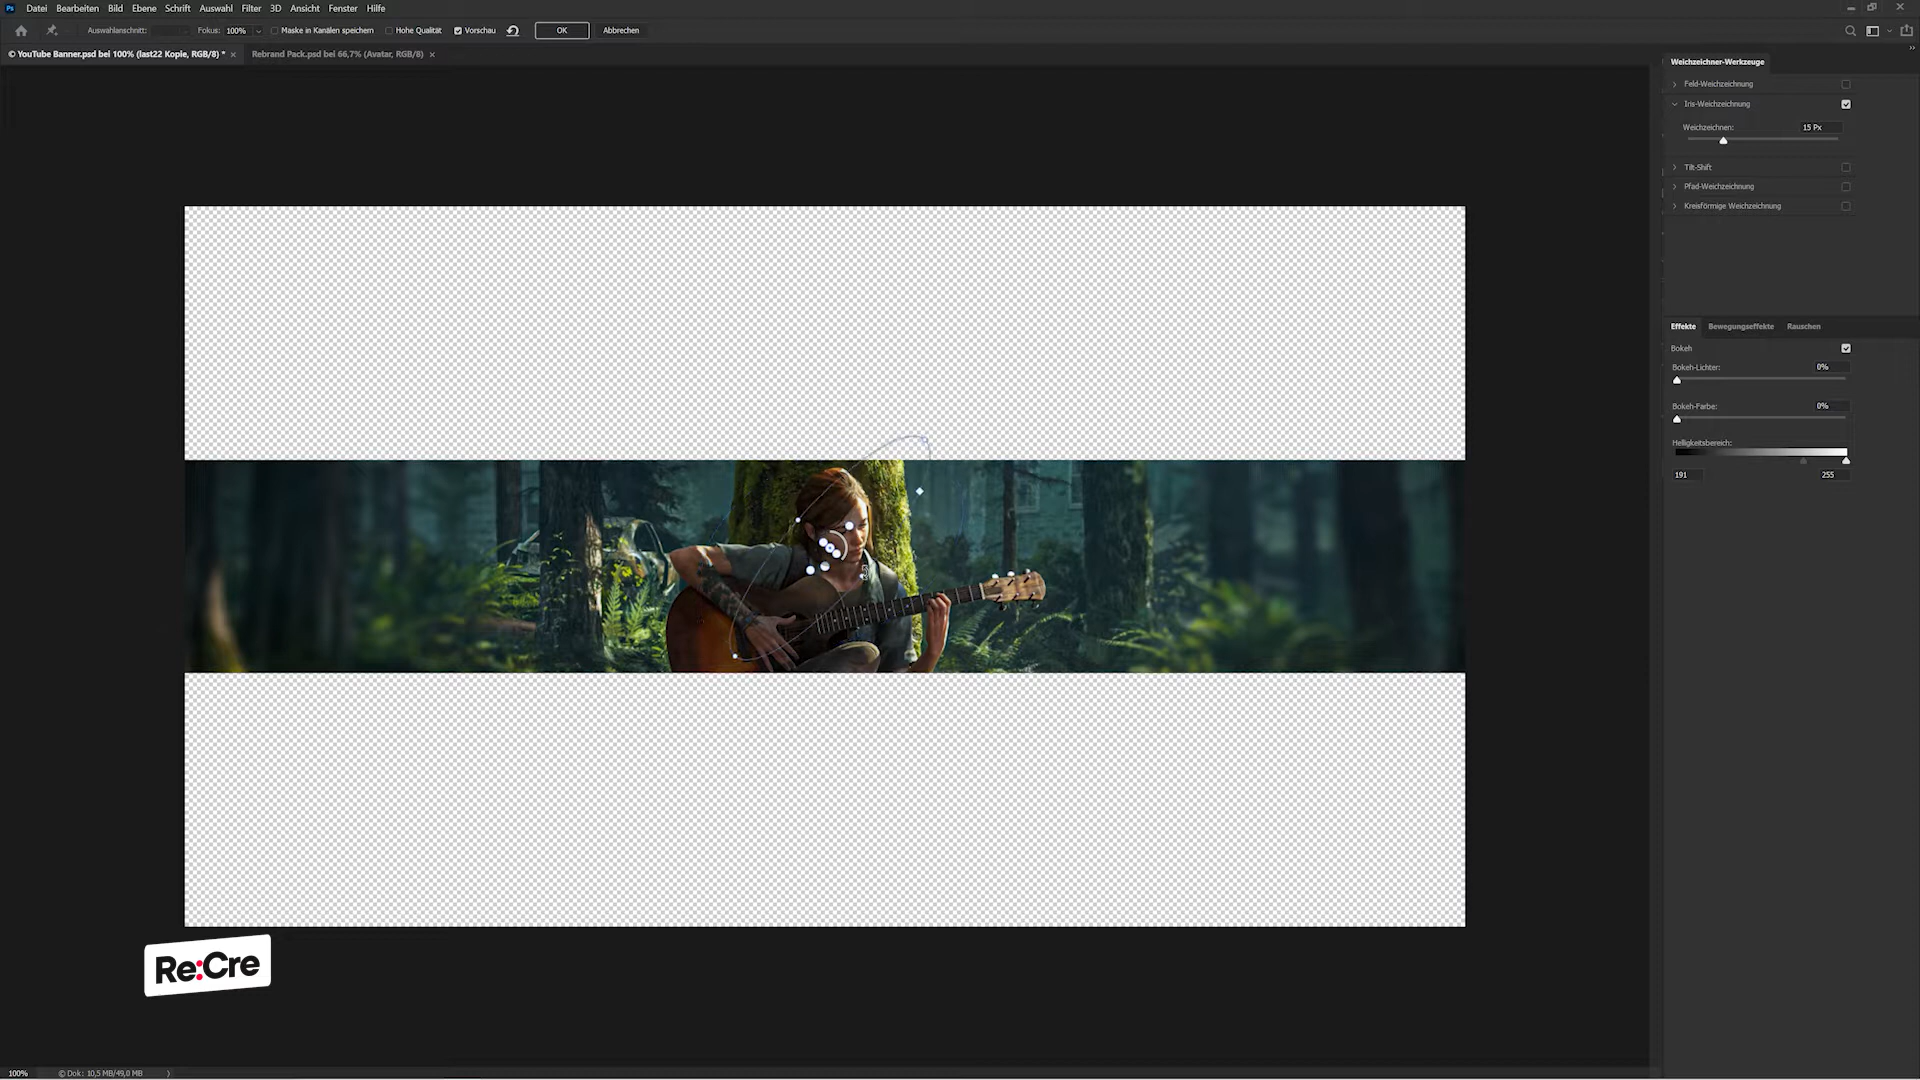 Ps Datei Bearbeiten Bild Ebene Schrift Auswahl Filter 3D Ansicht Fenster Hilfe
Auswahlanschnitt: Fokus: 100% Maske in Kanälen speichern Hohe Qualität Vorschau OK Abbrechen
© YouTube Banner.psd bei 100% (last22 Kopie, RGB/8) * × Rebrand Pack.psd bei 66,7% (Avatar, RGB/8) ×
Weichzeichner-Werkzeuge
Feld-Weichzeichnung
Iris-Weichzeichnung
Weichzeichnen: 15 Px
Tilt-Shift
Pfad-Weichzeichnung
Kreisförmige Weichzeichnung
Effekte Bewegungseffekte Rauschen
Bokeh
Bokeh-Lichter: 0%
Bokeh-Farbe: 0%
Helligkeitsbereich:
191 255
Re:Cre
100% © Dok: 10,5 MB/49,0 MB